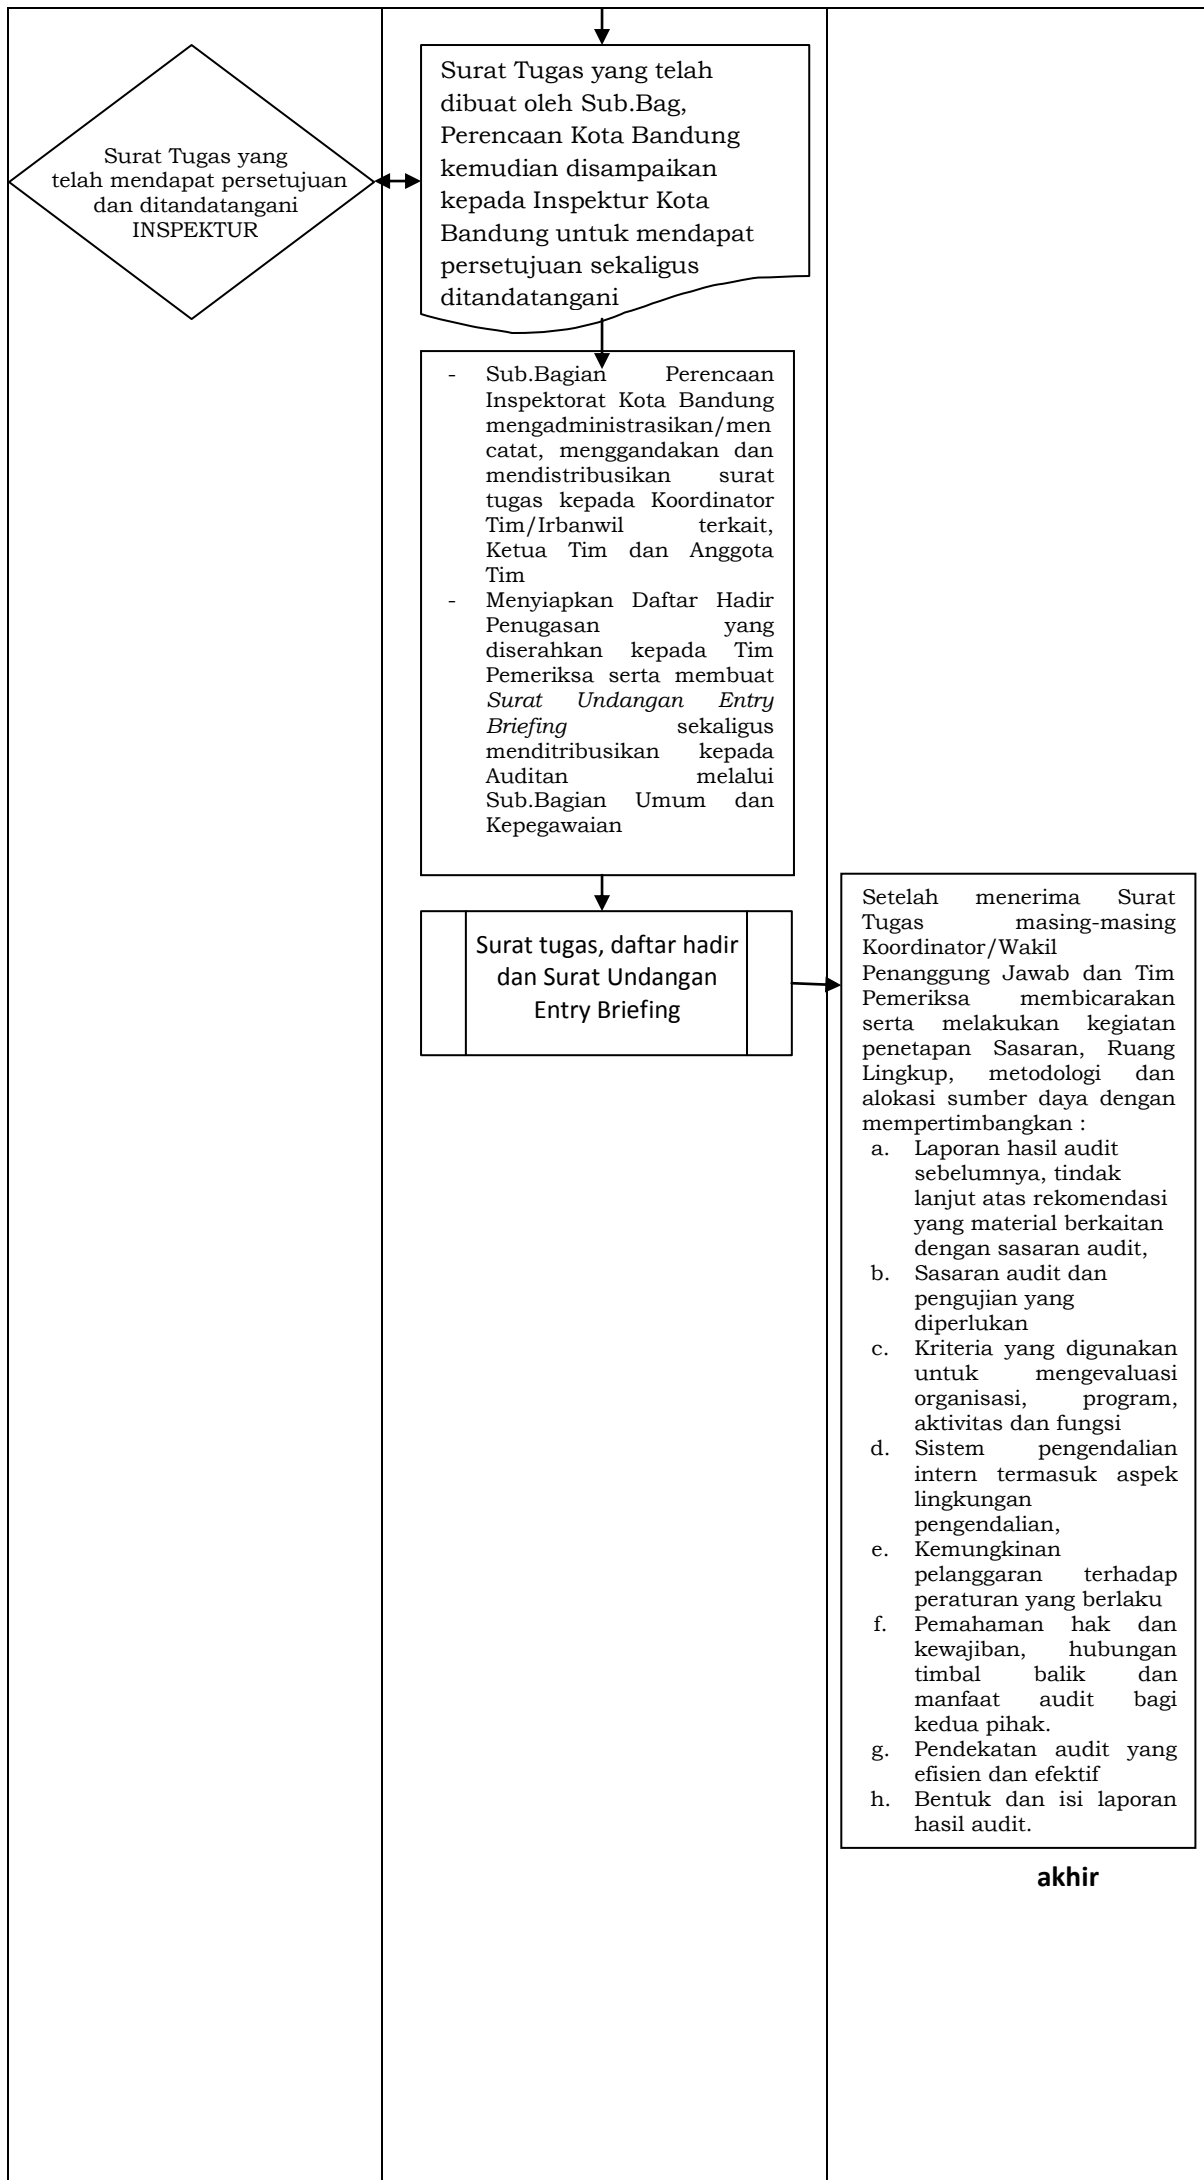 Surat Tugas yang
telah mendapat persetujuan
dan ditandatangani
INSPEKTUR
Surat Tugas yang telah
dibuat oleh Sub.Bag,
Perencaan Kota Bandung
kemudian disampaikan
kepada Inspektur Kota
Bandung untuk mendapat
persetujuan sekaligus
ditandatangani
- Sub.Bagian Perencaan
Inspektorat Kota Bandung
mengadministrasikan/men
catat, menggandakan dan
mendistribusikan surat
tugas kepada Koordinator
Tim/Irbanwil terkait,
Ketua Tim dan Anggota
Tim
- Menyiapkan Daftar Hadir
Penugasan yang
diserahkan kepada Tim
Pemeriksa serta membuat
Surat Undangan Entry
Briefing sekaligus
menditribusikan kepada
Auditan melalui
Sub.Bagian Umum dan
Kepegawaian
Surat tugas, daftar hadir
dan Surat Undangan
Entry Briefing
Setelah menerima Surat
Tugas masing-masing
Koordinator/Wakil
Penanggung Jawab dan Tim
Pemeriksa membicarakan
serta melakukan kegiatan
penetapan Sasaran, Ruang
Lingkup, metodologi dan
alokasi sumber daya dengan
mempertimbangkan :
a. Laporan hasil audit
sebelumnya, tindak
lanjut atas rekomendasi
yang material berkaitan
dengan sasaran audit,
b. Sasaran audit dan
pengujian yang
diperlukan
c. Kriteria yang digunakan
untuk mengevaluasi
organisasi, program,
aktivitas dan fungsi
d. Sistem pengendalian
intern termasuk aspek
lingkungan
pengendalian,
e. Kemungkinan
pelanggaran terhadap
peraturan yang berlaku
f. Pemahaman hak dan
kewajiban, hubungan
timbal balik dan
manfaat audit bagi
kedua pihak.
g. Pendekatan audit yang
efisien dan efektif
h. Bentuk dan isi laporan
hasil audit.
akhir